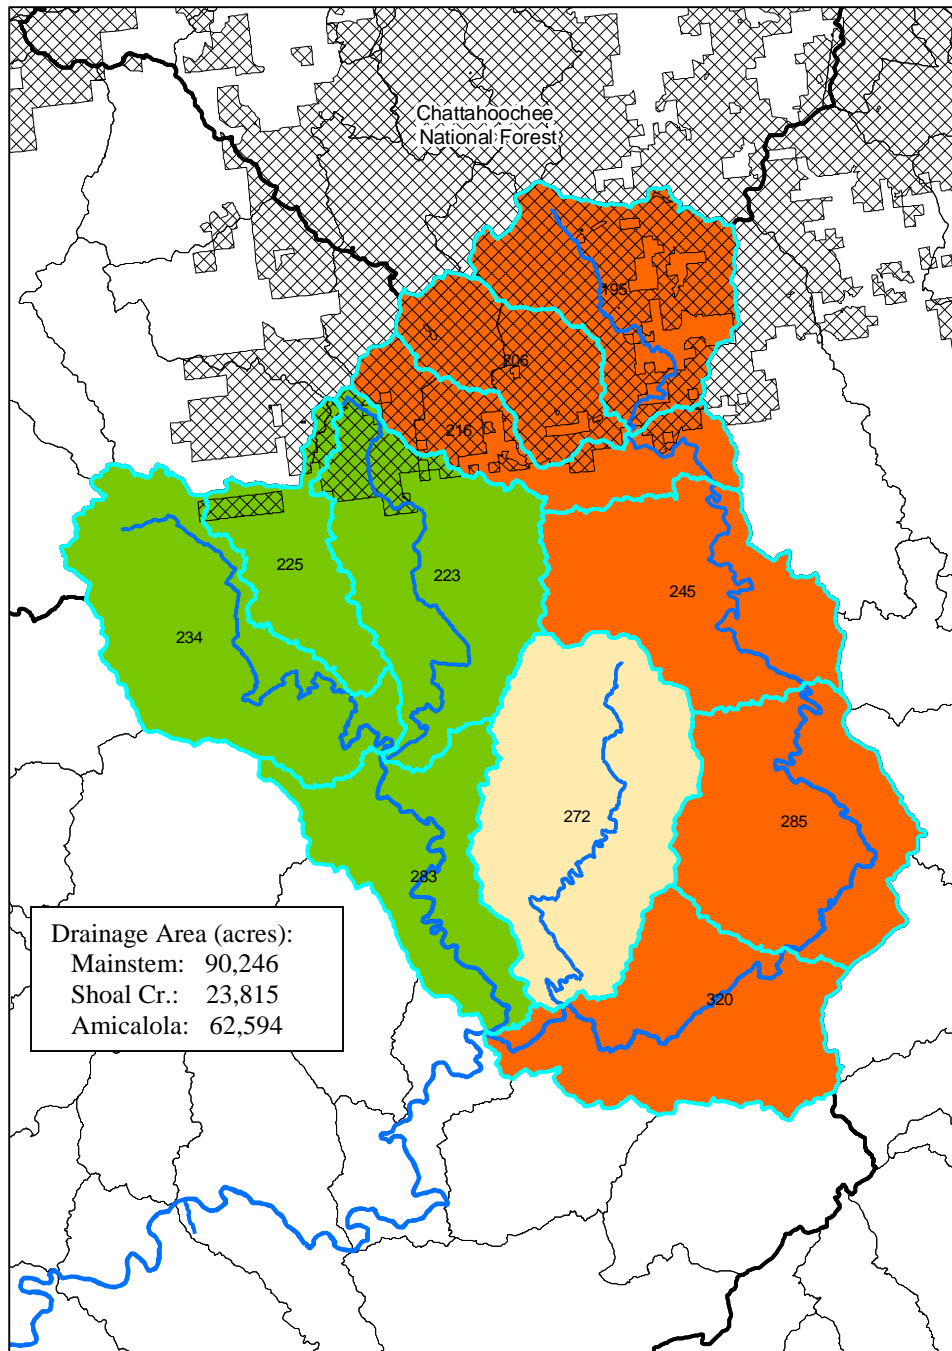 Chattahoochee
National Forest
195
206
216
225
223
245
234
272
285
283
Drainage Area (acres):
Mainstem: 90,246
Shoal Cr.: 23,815
Amicalola: 62,594
320